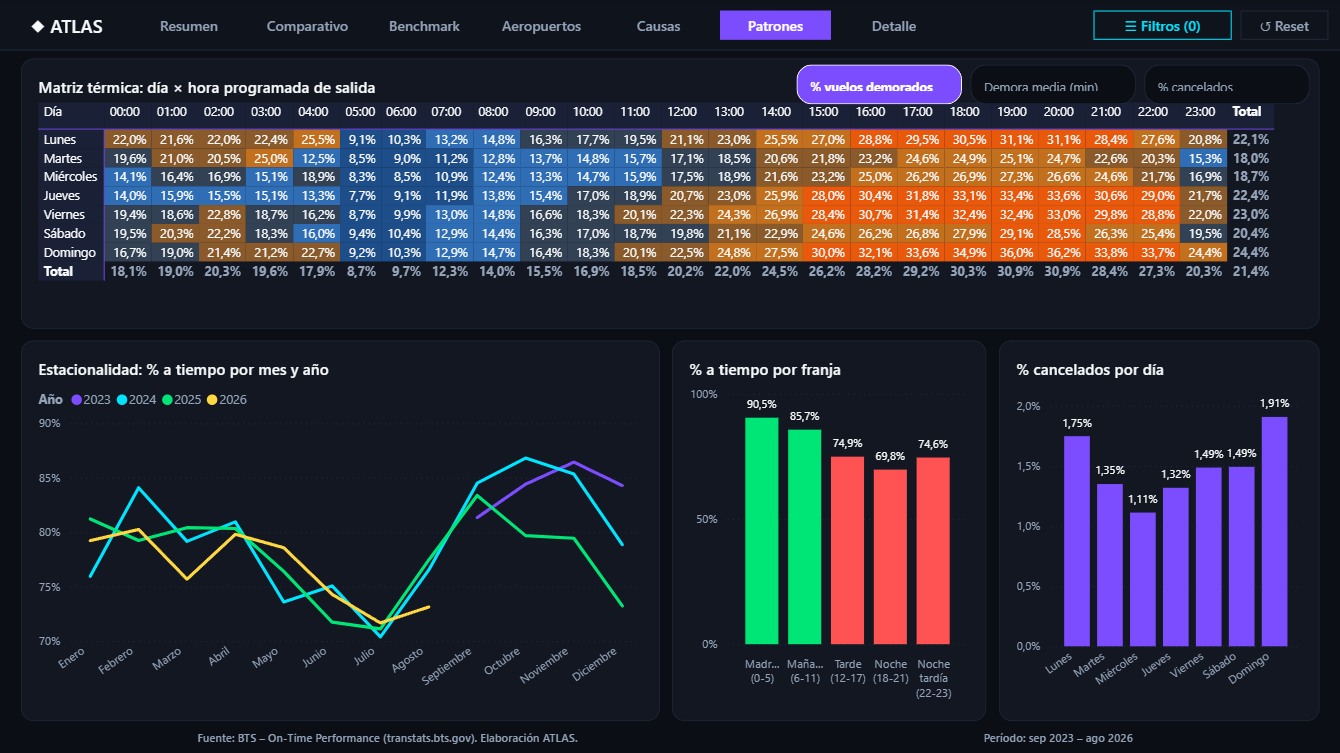 ◆ ATLAS Resumen Comparativo Benchmark Aeropuertos Causas Patrones Detalle ☰ Filtros (0) ↺ Reset
Matriz térmica: día × hora programada de salida
% vuelos demorados Demora media (min) % cancelados
Día 00:00 01:00 02:00 03:00 04:00 05:00 06:00 07:00 08:00 09:00 10:00 11:00 12:00 13:00 14:00 15:00 16:00 17:00 18:00 19:00 20:00 21:00 22:00 23:00 Total
Lunes 22,0% 21,6% 22,0% 22,4% 25,5% 9,1% 10,3% 13,2% 14,8% 16,3% 17,7% 19,5% 21,1% 23,0% 25,5% 27,0% 28,8% 29,5% 30,5% 31,1% 31,1% 28,4% 27,6% 20,8% 22,1%
Martes 19,6% 21,0% 20,5% 25,0% 12,5% 8,5% 9,0% 11,2% 12,8% 13,7% 14,8% 15,7% 17,1% 18,5% 20,6% 21,8% 23,2% 24,6% 24,9% 25,1% 24,7% 22,6% 20,3% 15,3% 18,0%
Miércoles 14,1% 16,4% 16,9% 15,1% 18,9% 8,3% 8,5% 10,9% 12,4% 13,3% 14,7% 15,9% 17,5% 18,9% 21,6% 23,2% 25,0% 26,2% 26,9% 27,3% 26,6% 24,6% 21,7% 16,9% 18,7%
Jueves 14,0% 15,9% 15,5% 15,1% 13,3% 7,7% 9,1% 11,9% 13,8% 15,4% 17,0% 18,9% 20,7% 23,0% 25,9% 28,0% 30,4% 31,8% 33,1% 33,4% 33,6% 30,6% 29,0% 21,7% 22,4%
Viernes 19,4% 18,6% 22,8% 18,7% 16,2% 8,7% 9,9% 13,0% 14,8% 16,6% 18,3% 20,1% 22,3% 24,3% 26,9% 28,4% 30,7% 31,4% 32,4% 32,4% 33,0% 29,8% 28,8% 22,0% 23,0%
Sábado 19,5% 20,3% 22,2% 18,3% 16,0% 9,4% 10,4% 12,9% 14,4% 16,3% 17,0% 18,7% 19,8% 21,1% 22,9% 24,6% 26,2% 26,8% 27,9% 29,1% 28,5% 26,3% 25,4% 19,5% 20,4%
Domingo 16,7% 19,0% 21,4% 21,2% 22,7% 9,2% 10,3% 12,9% 14,7% 16,4% 18,3% 20,1% 22,5% 24,8% 27,5% 30,0% 32,1% 33,6% 34,9% 36,0% 36,2% 33,8% 33,7% 24,4% 24,4%
Total 18,1% 19,0% 20,3% 19,6% 17,9% 8,7% 9,7% 12,3% 14,0% 15,5% 16,9% 18,5% 20,2% 22,0% 24,5% 26,2% 28,2% 29,2% 30,3% 30,9% 30,9% 28,4% 27,3% 20,3% 21,4%
Estacionalidad: % a tiempo por mes y año
Año 2023 2024 2025 2026
90%
85%
80%
75%
70%
Enero Febrero Marzo Abril Mayo Junio Julio Agosto Septiembre Octubre Noviembre Diciembre
% a tiempo por franja
100%
50%
0%
90,5% 85,7% 74,9% 69,8% 74,6%
Madr... Maña... Tarde Noche Noche
(0-5) (6-11) (12-17) (18-21) tardía
(22-23)
% cancelados por día
2,0%
1,5%
1,0%
0,5%
0,0%
1,75% 1,35% 1,11% 1,32% 1,49% 1,49% 1,91%
Lunes Martes Miércoles Jueves Viernes Sábado Domingo
Fuente: BTS – On-Time Performance (transtats.bts.gov). Elaboración ATLAS. Período: sep 2023 – ago 2026